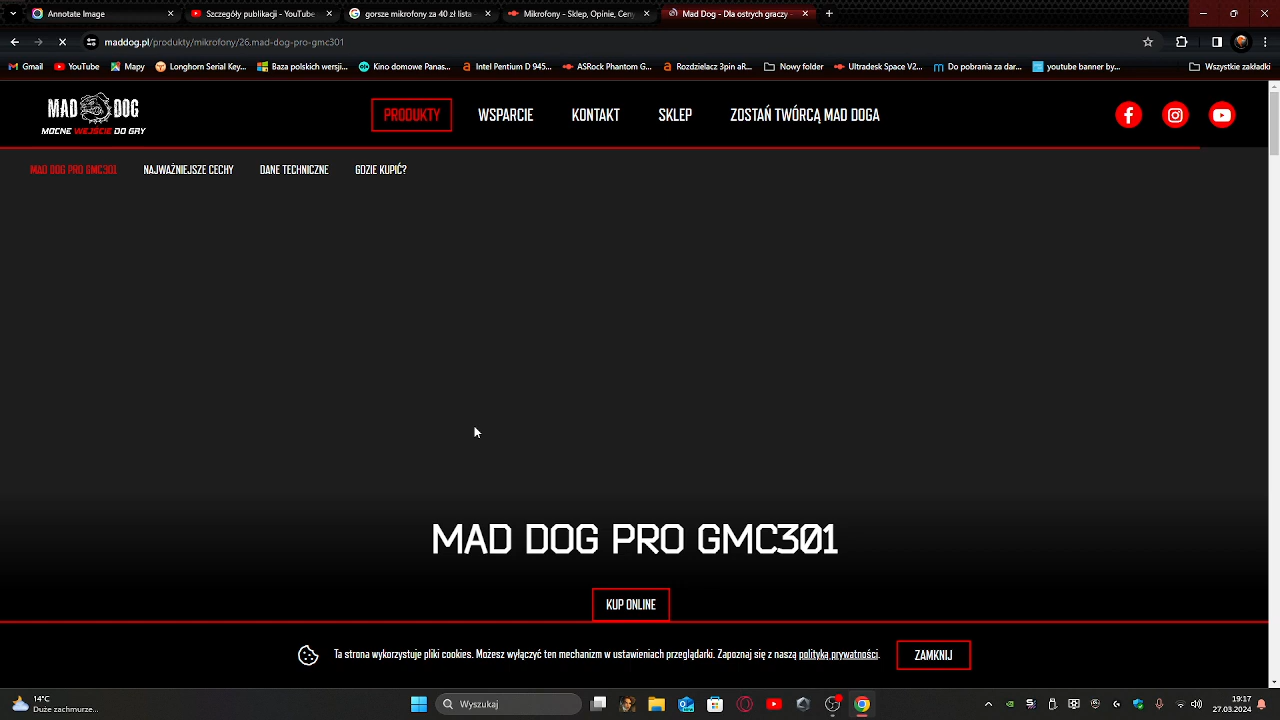 Annotate Image
Szczegóły publikacji - YouTube
gorsze mikrofony za 40 zł lista
Mikrofony - Sklep, Opinie, Ceny
Mad Dog - Dla ostrych graczy -
maddog.pl/produkty/mikrofony/26.mad-dog-pro-gmc301
Gmail
YouTube
Mapy
Longhorn Serial Key...
Baza polskich wersji...
Kino domowe Panas...
Intel Pentium D 945...
ASRock Phantom G...
Rozdzielacz 3pin aR...
Nowy folder
Ultradesk Space V2...
Do pobrania za dar...
youtube banner by...
Wszystkie zakładki
MAD DOG
MOCNE WEJŚCIE DO GRY
PRODUKTY
WSPARCIE
KONTAKT
SKLEP
ZOSTAŃ TWÓRCĄ MAD DOGA
MAD DOG PRO GMC301
NAJWAŻNIEJSZE CECHY
DANE TECHNICZNE
GDZIE KUPIĆ?
MAD DOG PRO GMC301
KUP ONLINE
Ta strona wykorzystuje pliki cookies. Możesz wyłączyć ten mechanizm w ustawieniach przeglądarki. Zapoznaj się z naszą polityką prywatności.
ZAMKNIJ
14°C
Duże zachmurze...
Wyszukaj
19:17
27.03.2024